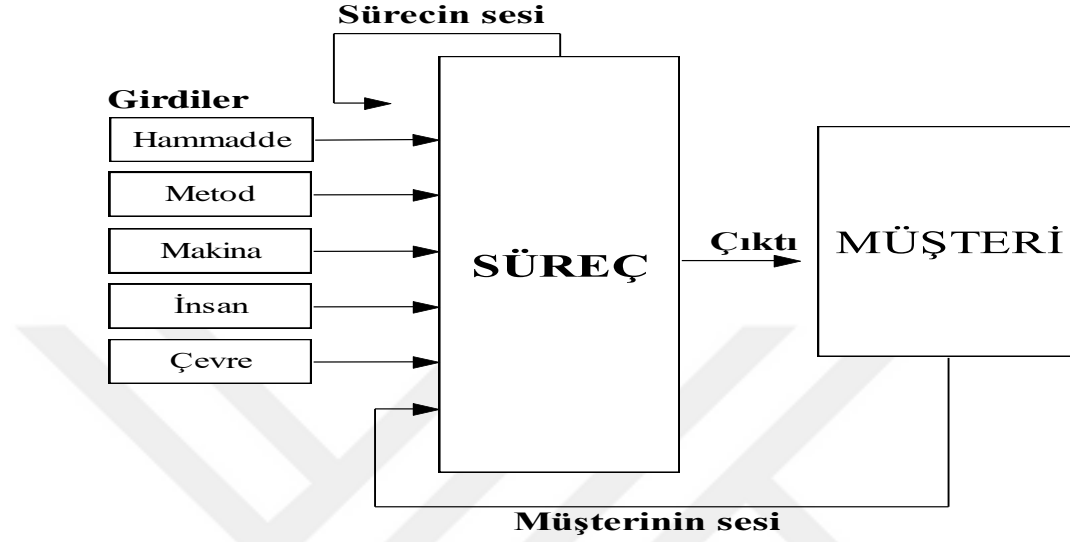 Sürecin sesi
Girdiler
Hammadde
Metod
Makina
İnsan
Çevre
SÜREÇ
Çıktı
MÜŞTERİ
Müşterinin sesi